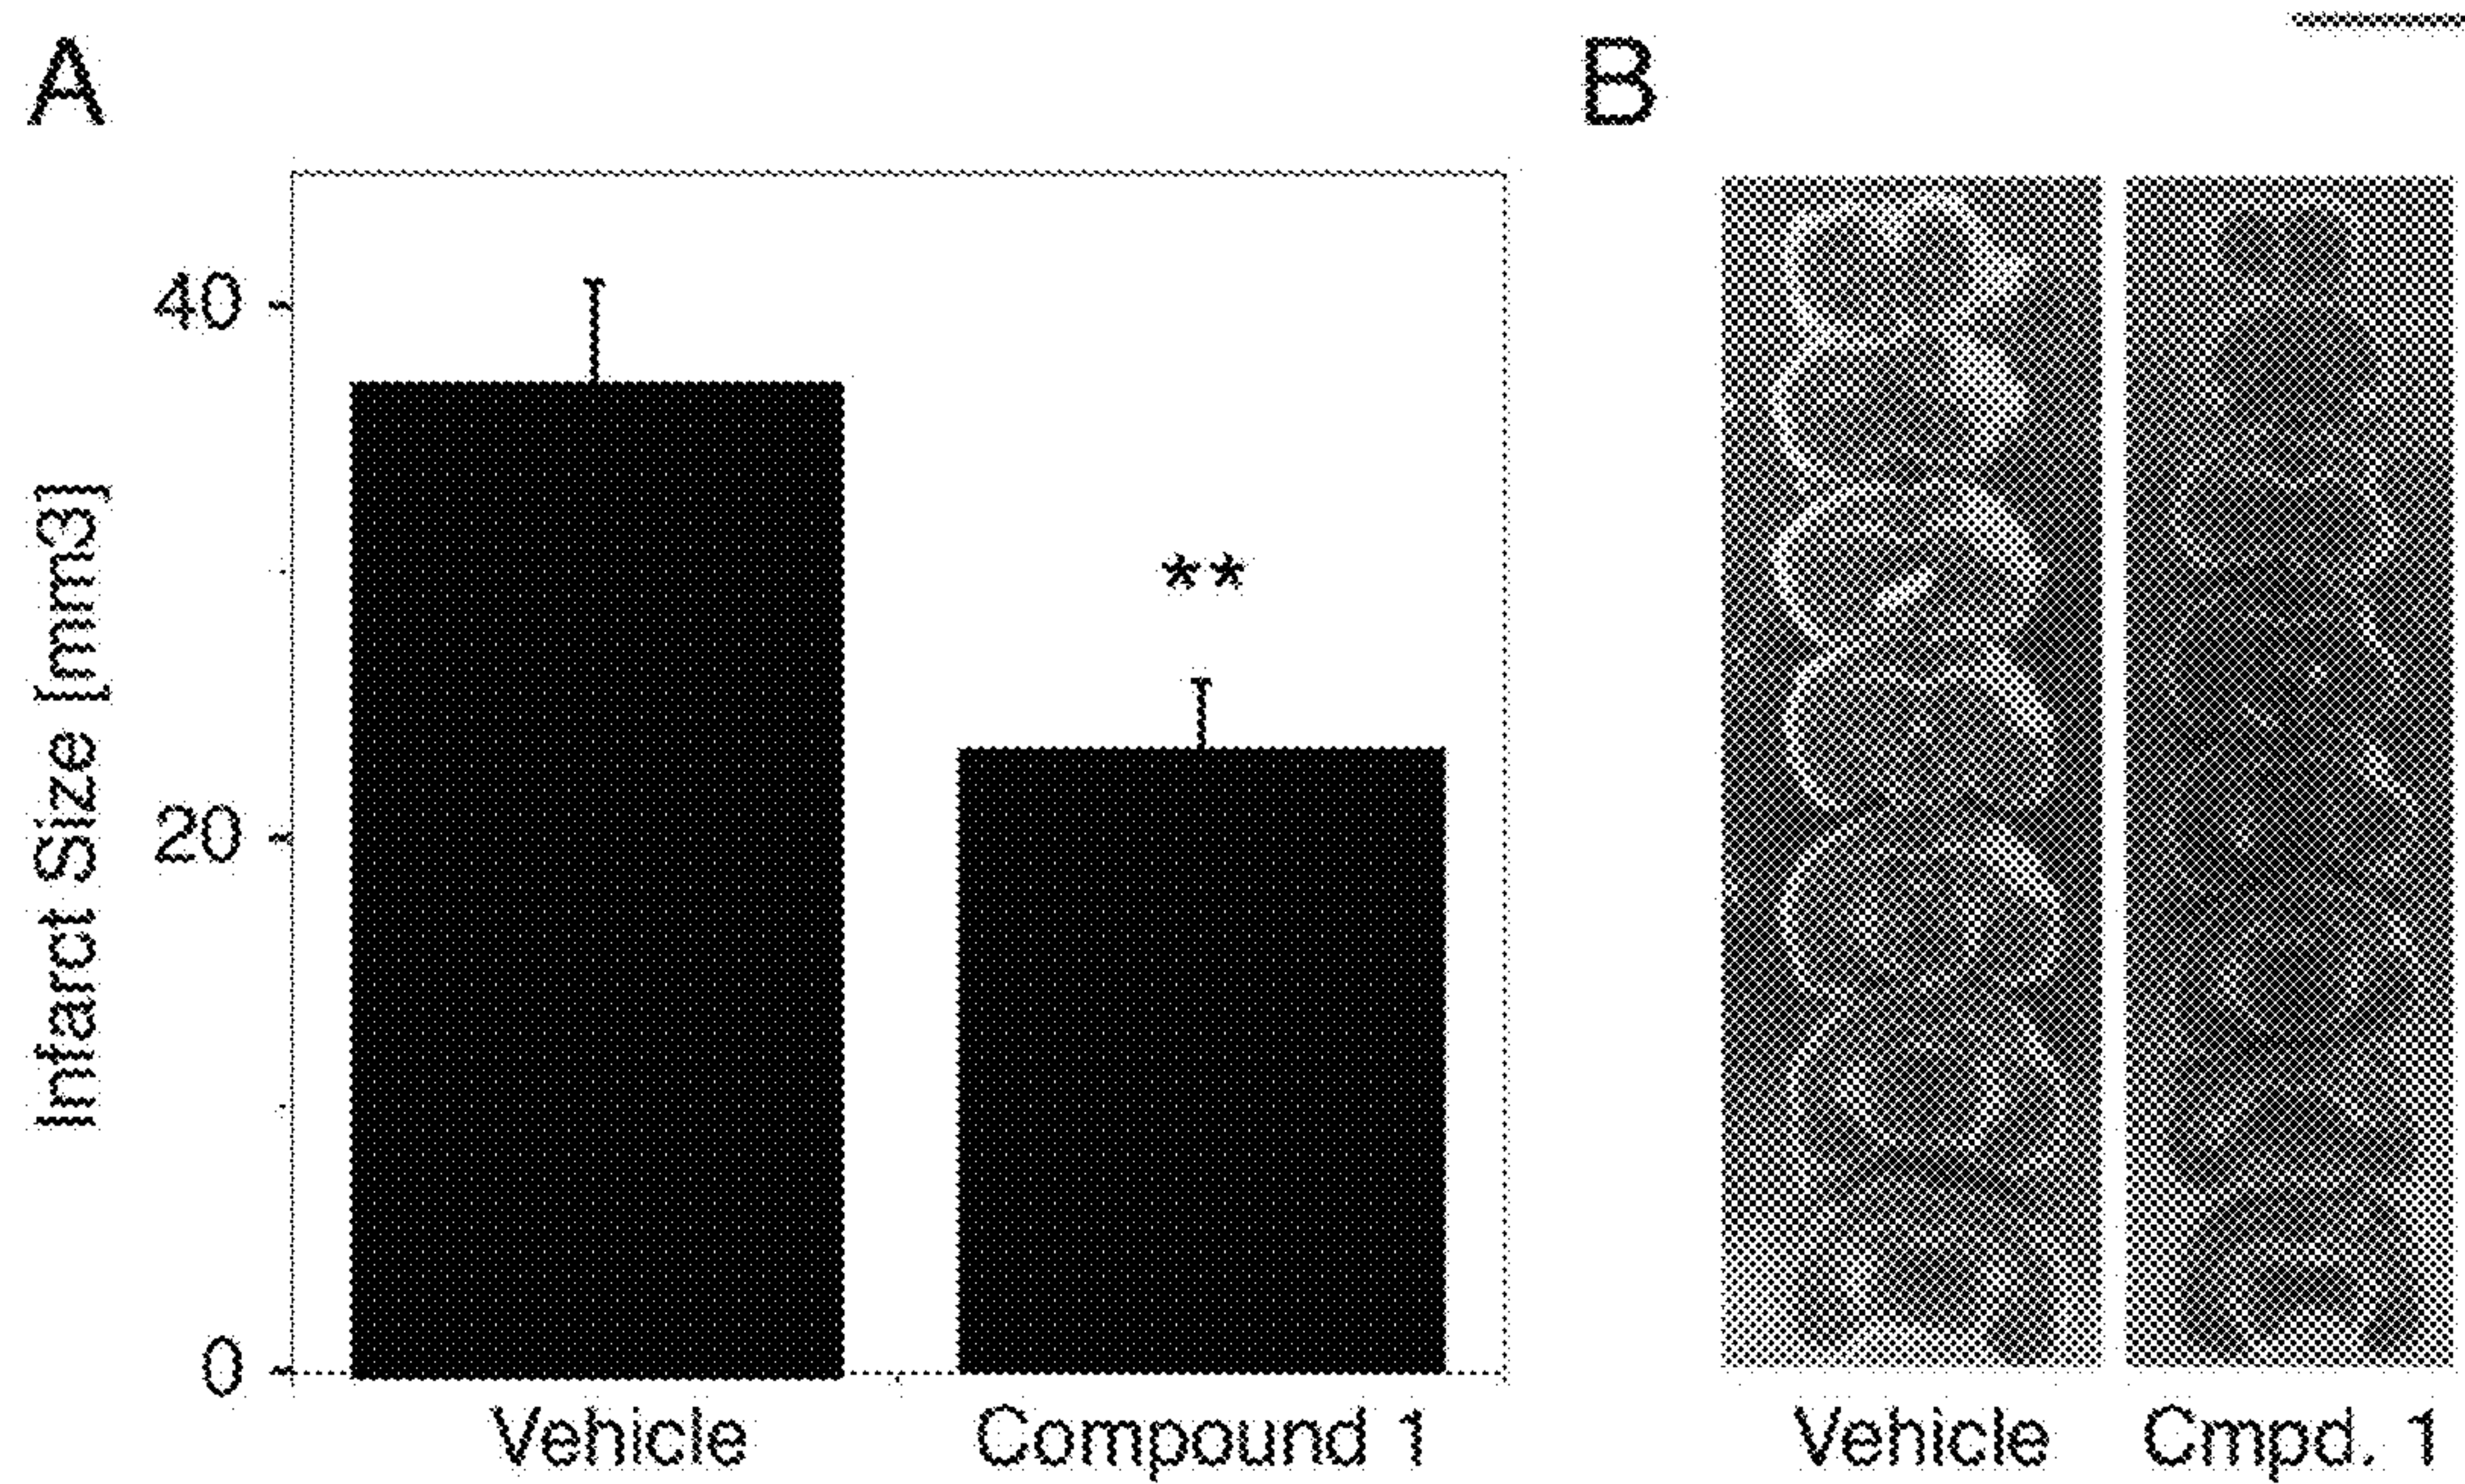 A
B
Infarct Size [mm3]
40
20
0
**
Vehicle
Compound 1
Vehicle
Cmpd. 1